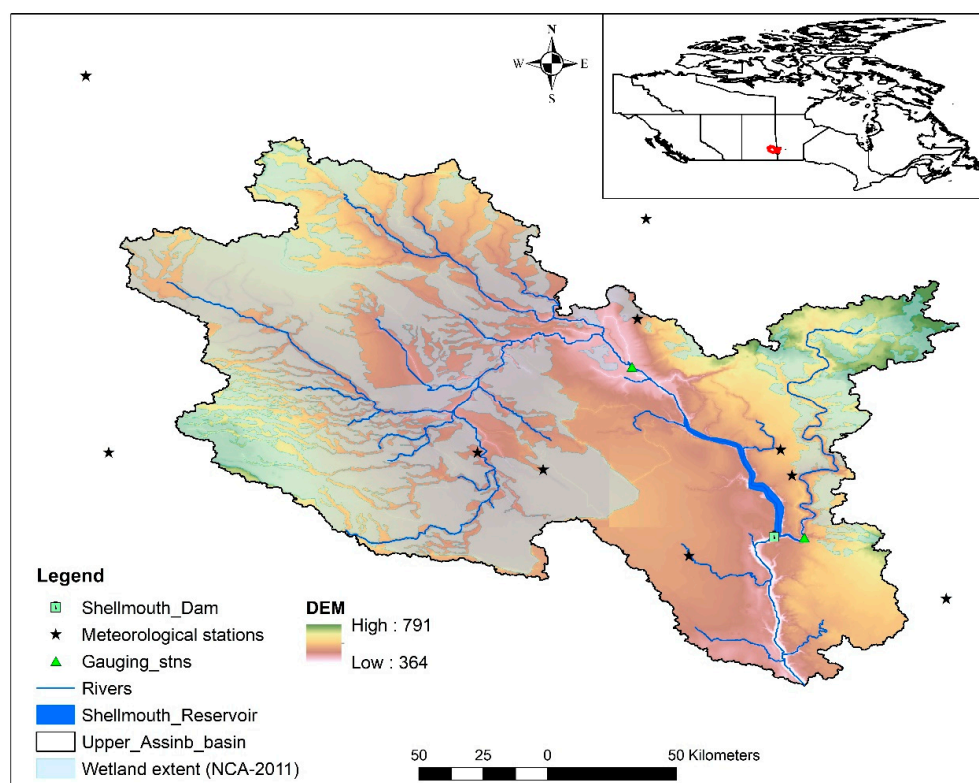 N
W E
S
Legend
Shellmouth_Dam
Meteorological stations
Gauging_stns
Rivers
Shellmouth_Reservoir
Upper_Assinb_basin
Wetland extent (NCA-2011)
DEM
High : 791
Low : 364
50 25 0 50 Kilometers